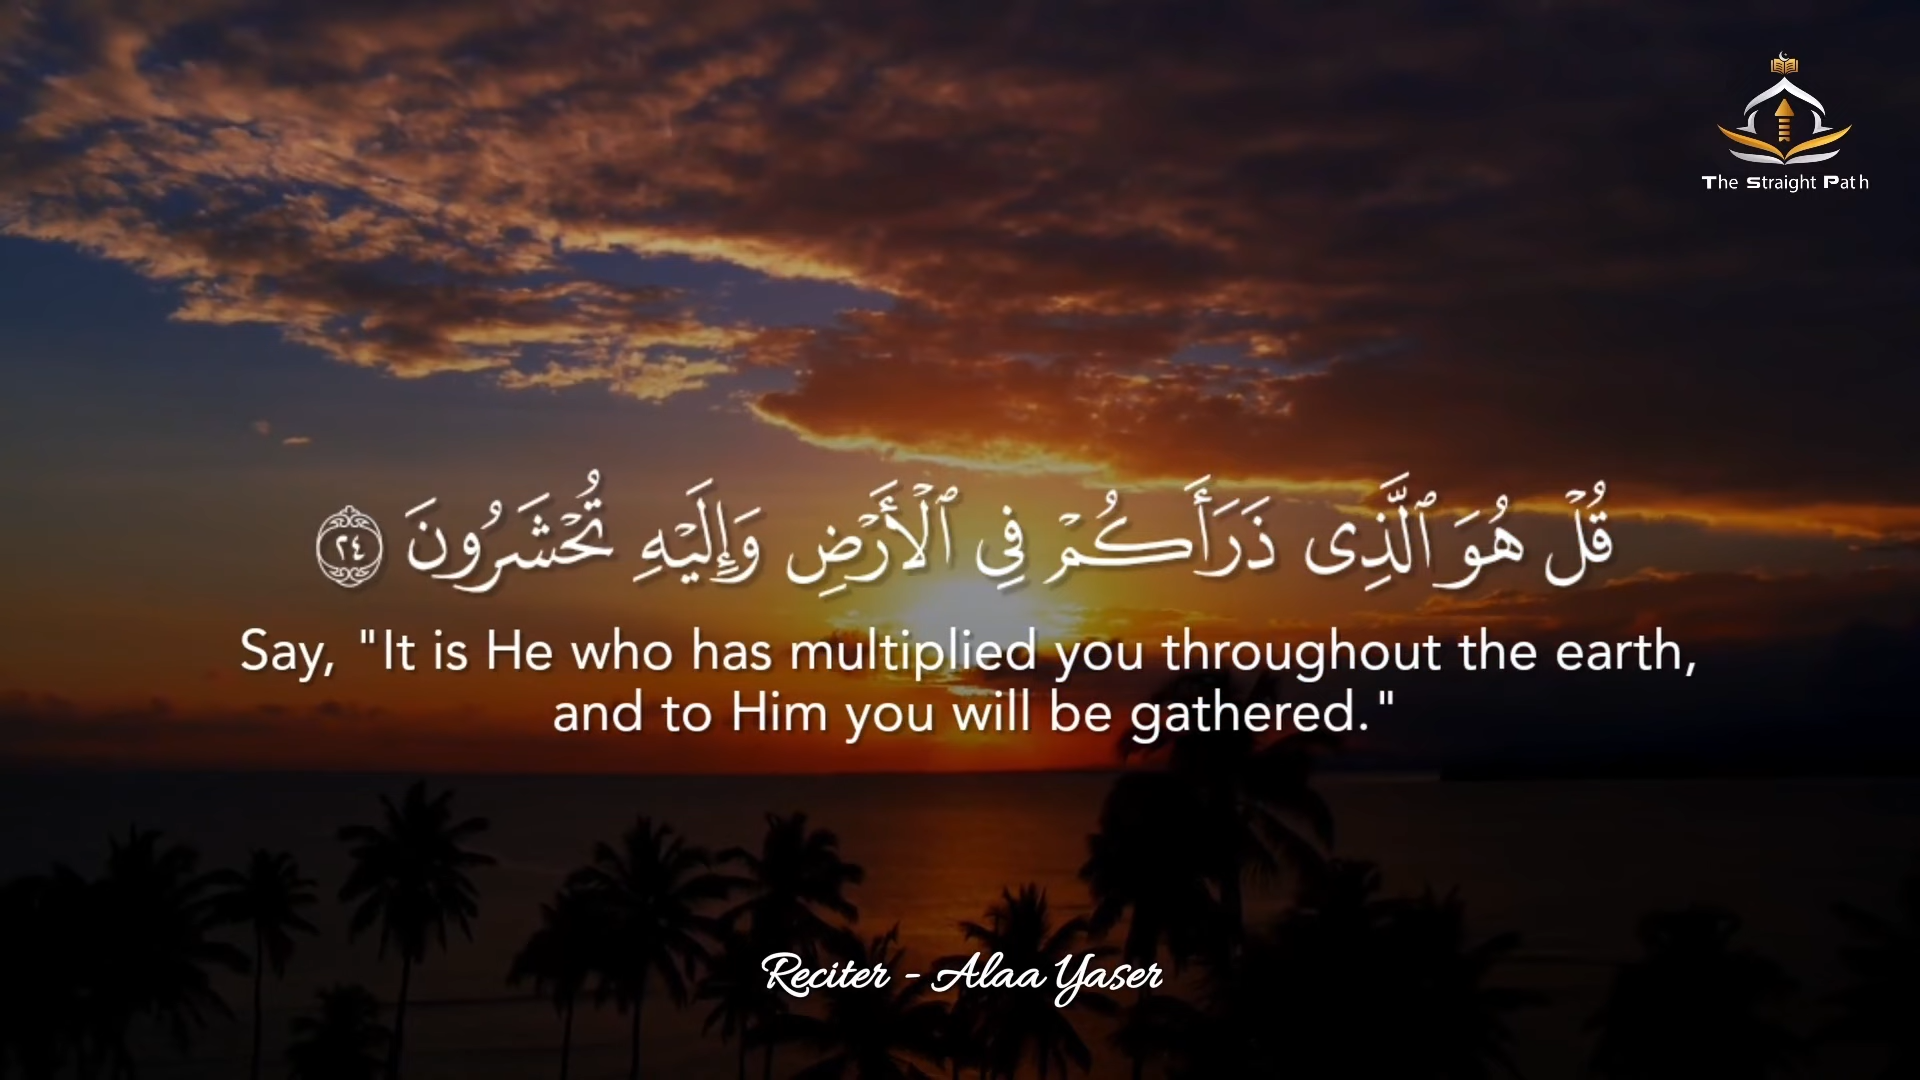 The Straight Path
قُلْ هُوَ ٱلَّذِى ذَرَأَكُمْ فِى ٱلْأَرْضِ وَإِلَيْهِ تُحْشَرُونَ ٢٤
Say, "It is He who has multiplied you throughout the earth,
and to Him you will be gathered."
Reciter - Alaa Yaser